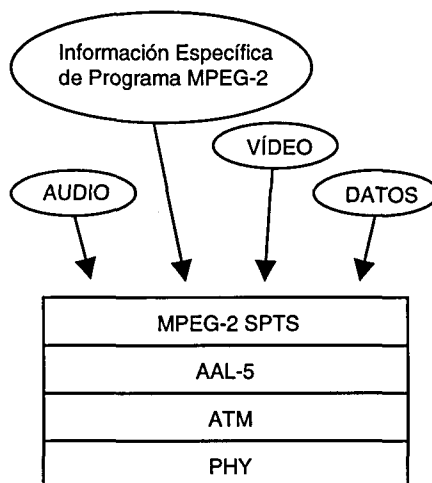 Información Específica
de Programa MPEG-2
VÍDEO
AUDIO
DATOS
MPEG-2 SPTS
AAL-5
ATM
PHY